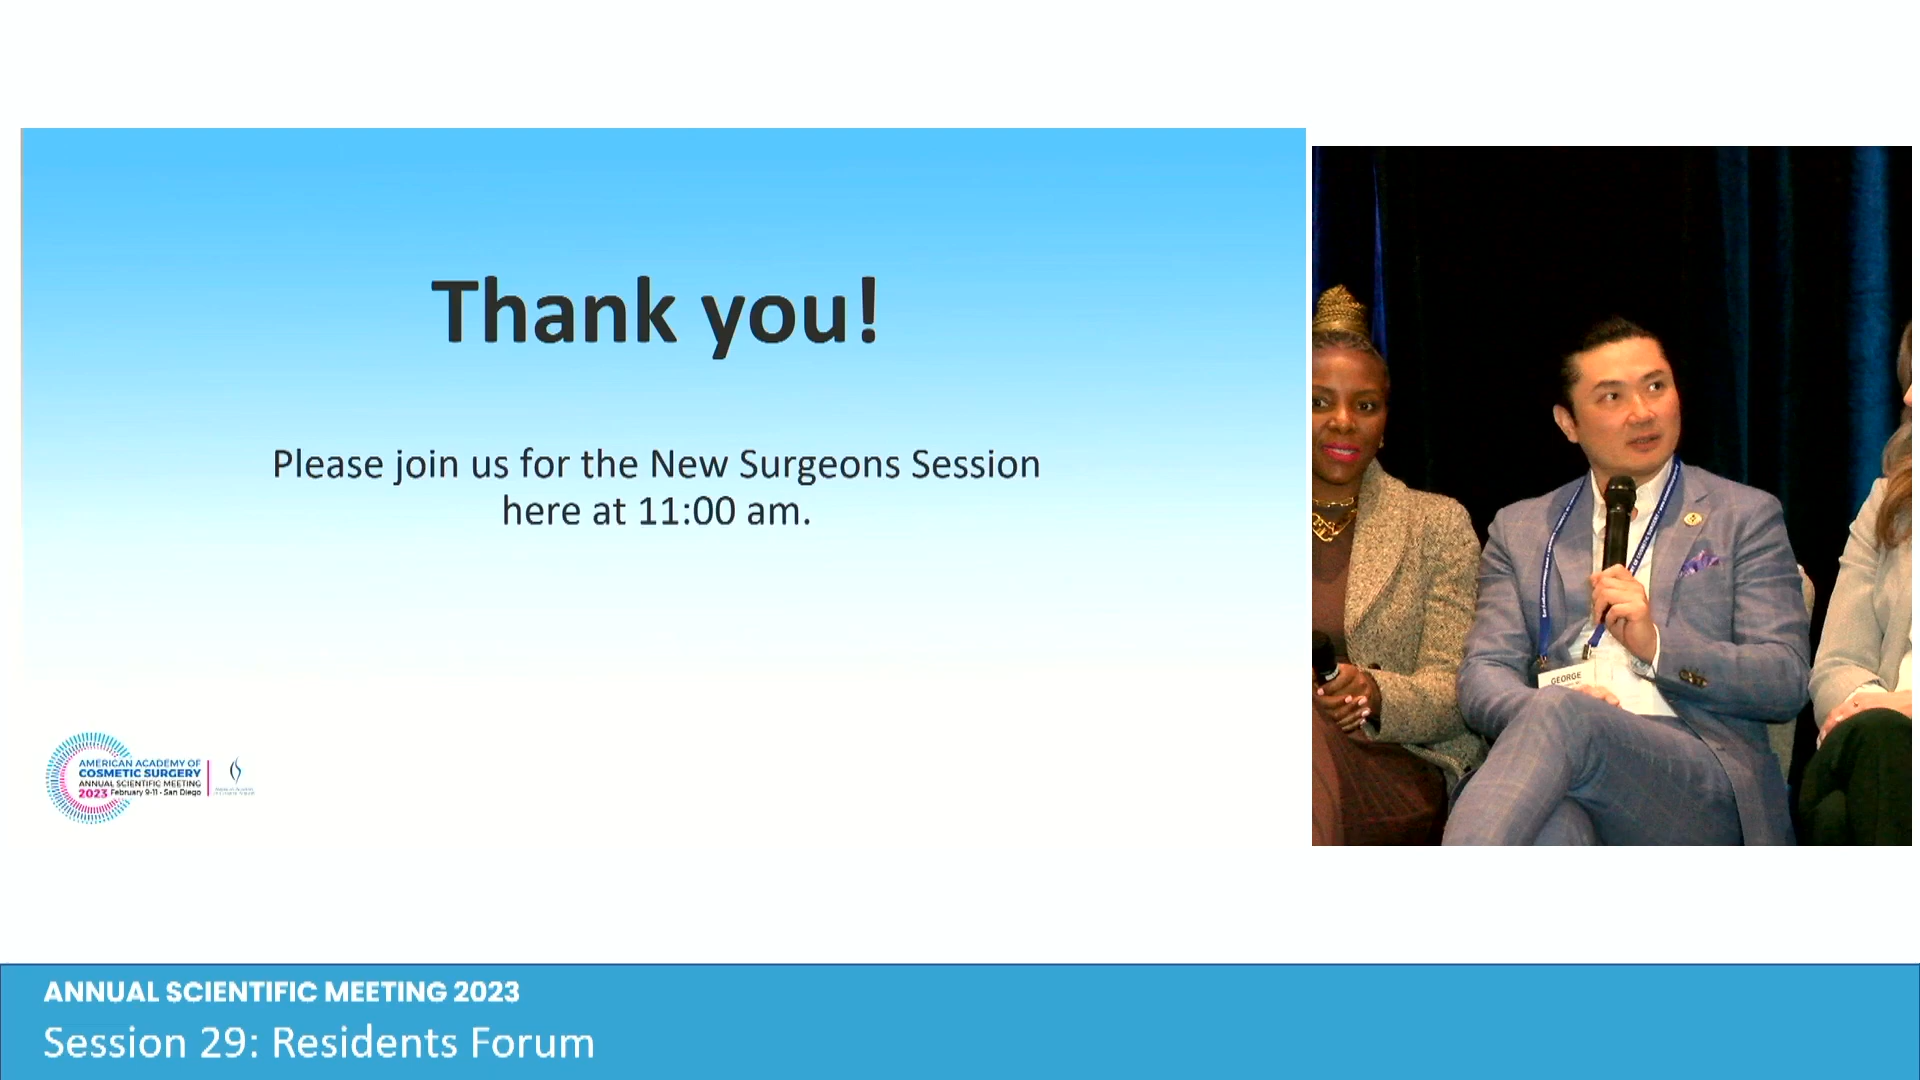 Thank you!
Please join us for the New Surgeons Session
here at 11:00 am.
AMERICAN ACADEMY OF
COSMETIC SURGERY
ANNUAL SCIENTIFIC MEETING
2023 February 9-11 • San Diego
GEORGE
ANNUAL SCIENTIFIC MEETING 2023
Session 29: Residents Forum